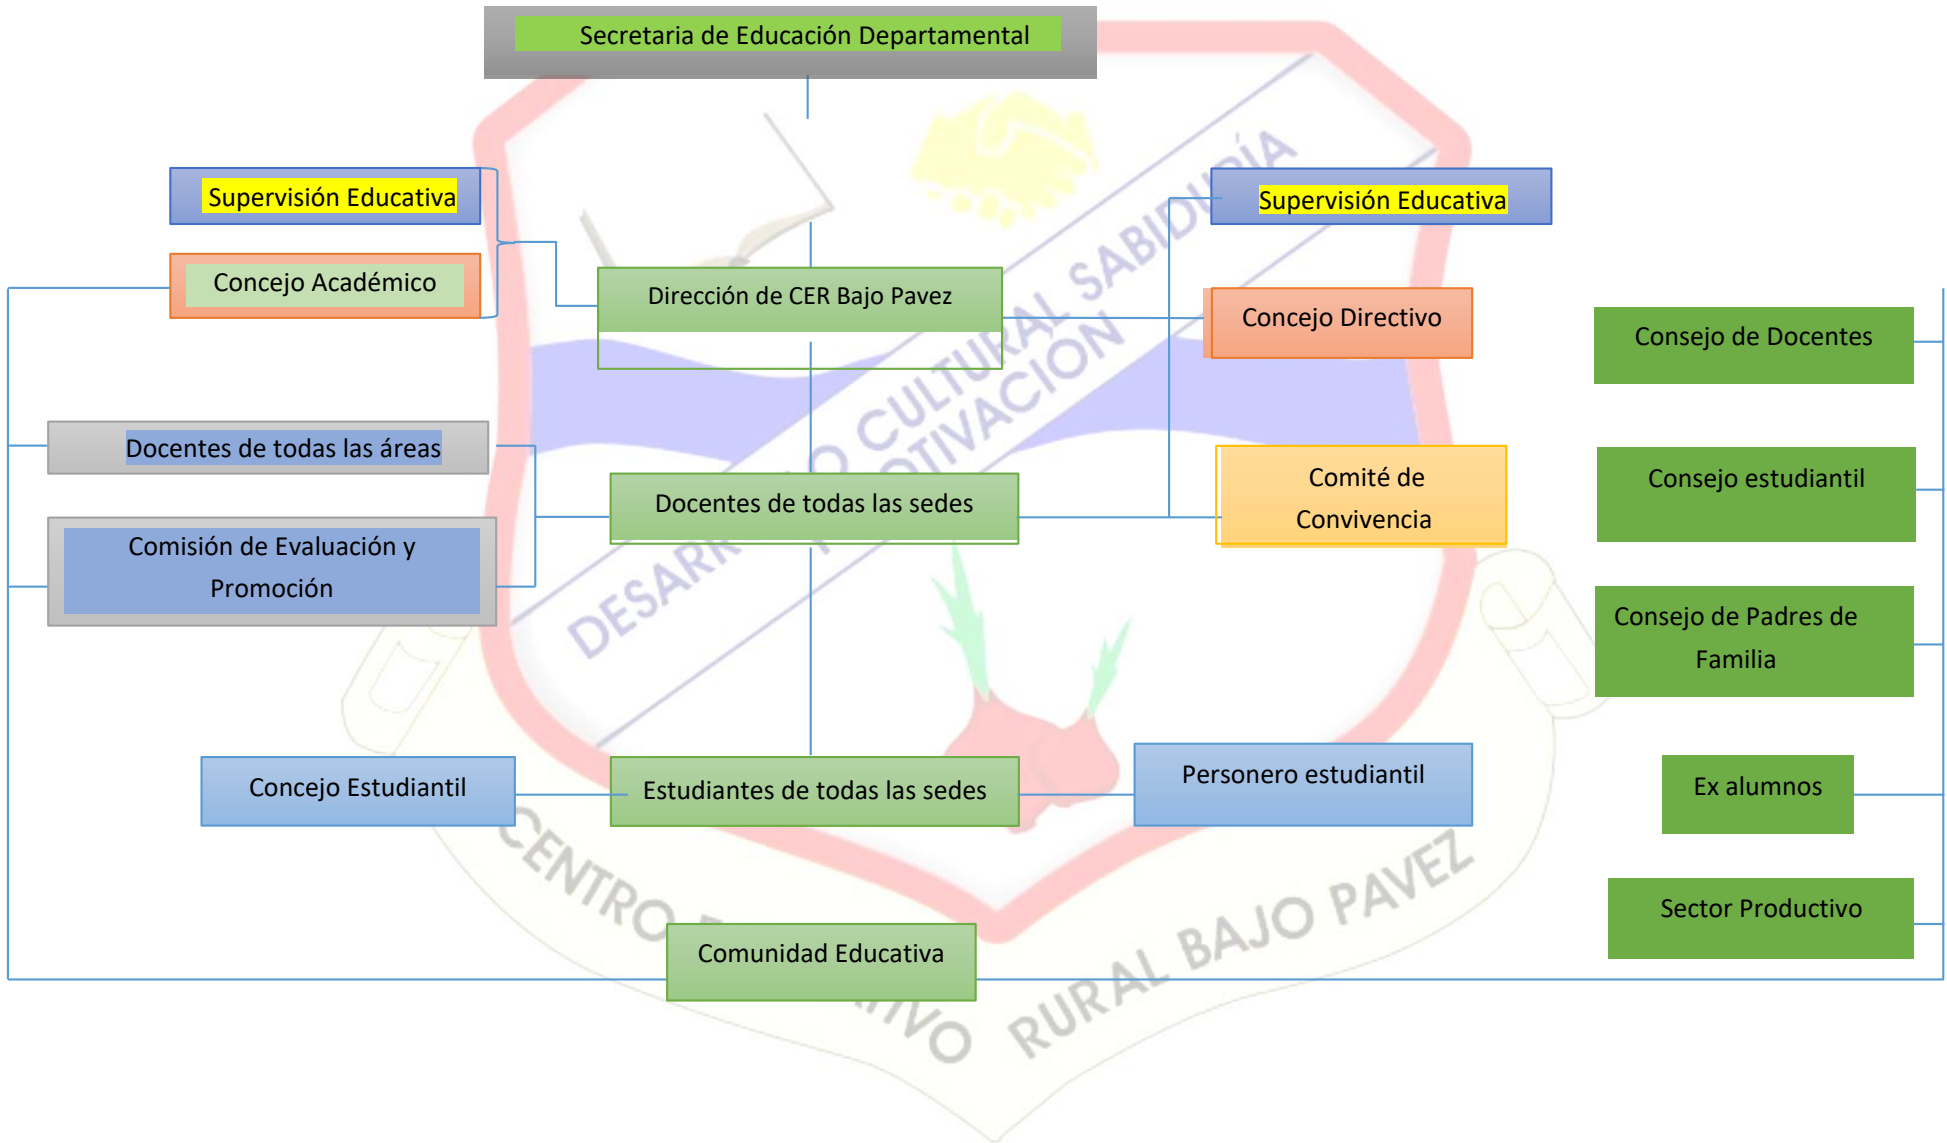 Secretaria de Educación Departamental
Supervisión Educativa
Supervisión Educativa
Concejo Académico
Dirección de CER Bajo Pavez
Concejo Directivo
Consejo de Docentes
Docentes de todas las áreas
Docentes de todas las sedes
Comité de
Convivencia
Consejo estudiantil
Comisión de Evaluación y
Promoción
Consejo de Padres de
Familia
Concejo Estudiantil
Estudiantes de todas las sedes
Personero estudiantil
Ex alumnos
Sector Productivo
Comunidad Educativa
CULTURAL SABIDURÍA
CENTRO
RURAL BAJO PAVEZ